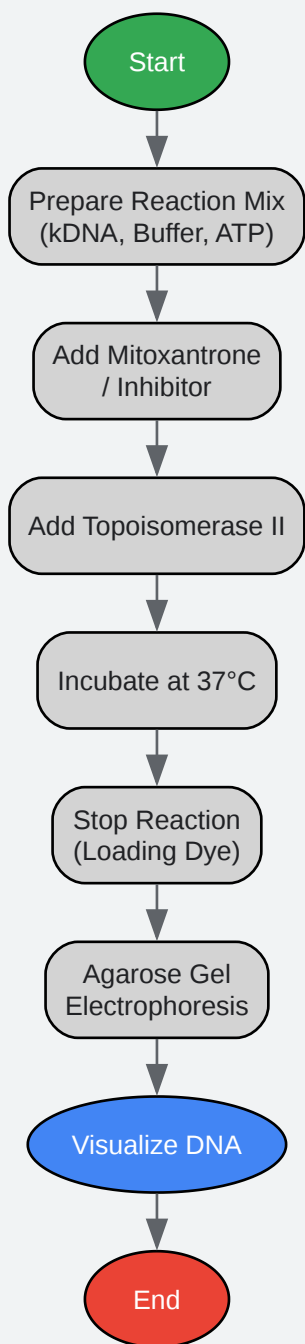 Start
Prepare Reaction Mix
(kDNA, Buffer, ATP)
Add Mitoxantrone
/ Inhibitor
Add Topoisomerase II
Incubate at 37°C
Stop Reaction
(Loading Dye)
Agarose Gel
Electrophoresis
Visualize DNA
End